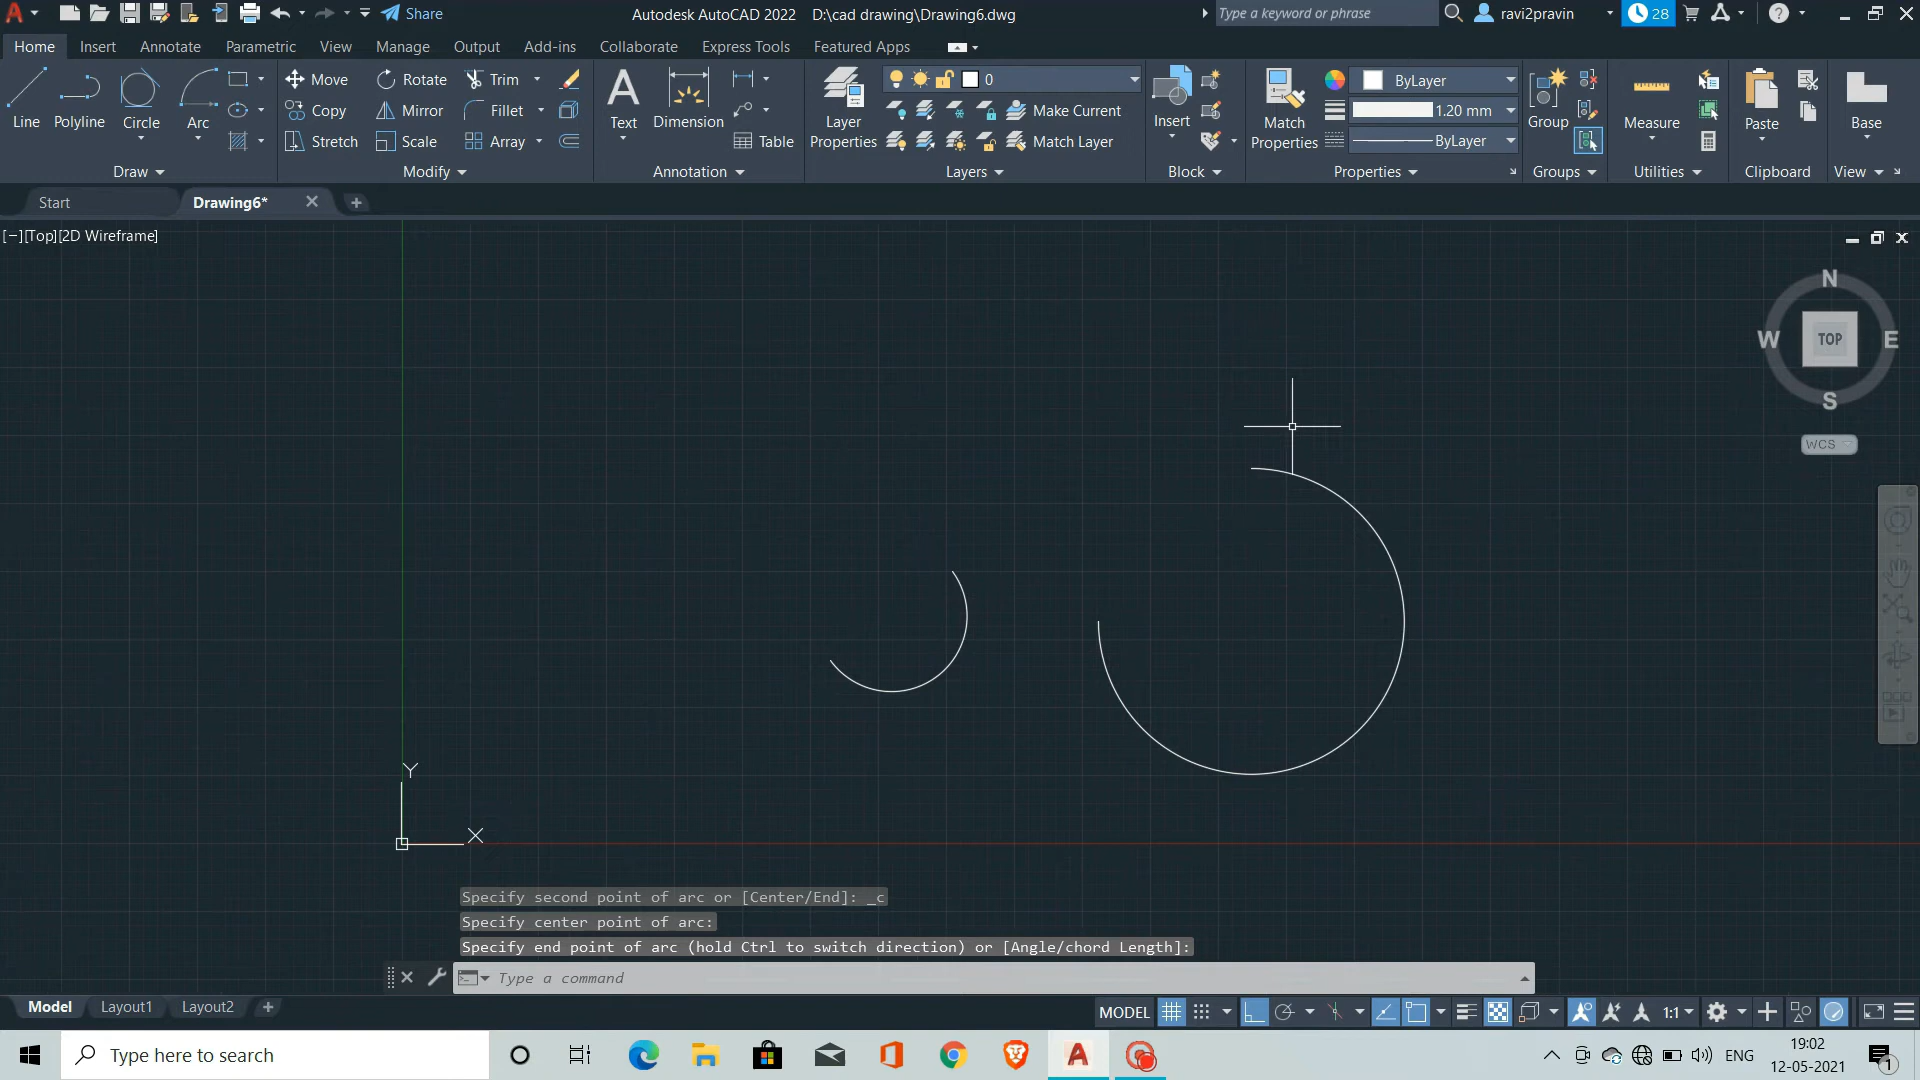 Share
Autodesk AutoCAD 2022   D:\cad drawing\Drawing6.dwg
Type a keyword or phrase
ravi2pravin
28
Home Insert Annotate Parametric View Manage Output Add-ins Collaborate Express Tools Featured Apps
Line
Polyline
Circle
Arc
Draw
Move
Rotate
Trim
Copy
Mirror
Fillet
Stretch
Scale
Array
Modify
Text
Dimension
Table
Annotation
Layer
Properties
0
Make Current
Match Layer
Layers
Insert
Block
Match
Properties
ByLayer
1.20 mm
ByLayer
Properties
Group
Groups
Measure
Utilities
Paste
Clipboard
Base
View
Start
Drawing6*
[−][Top][2D Wireframe]
N
W
TOP
E
S
WCS
Y
X
Specify second point of arc or [Center/End]: _c
Specify center point of arc:
Specify end point of arc (hold Ctrl to switch direction) or [Angle/chord Length]:
Type a command
Model
Layout1
Layout2
MODEL
1:1
Type here to search
ENG
19:02
12-05-2021
1